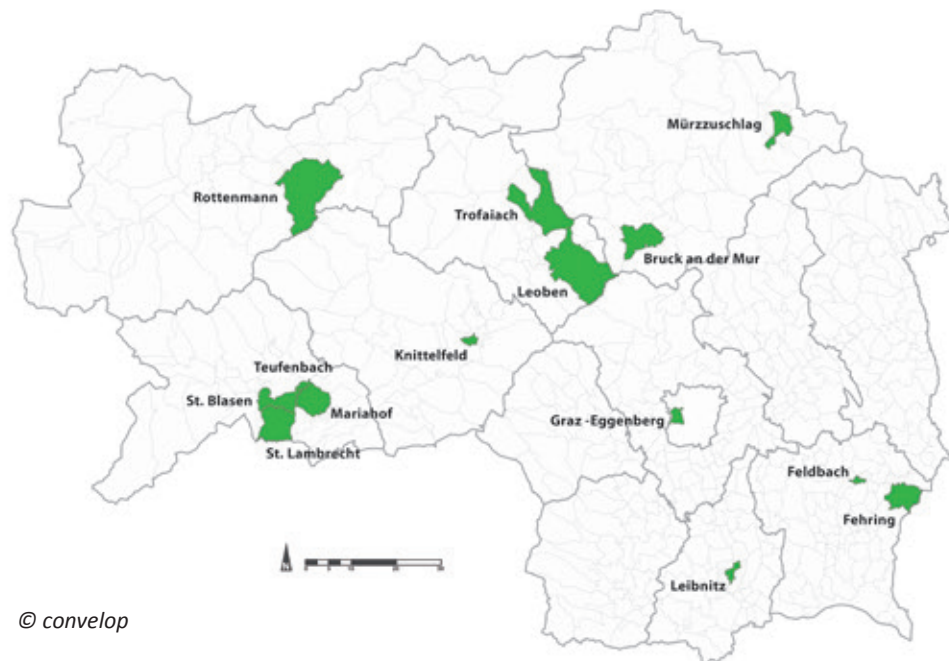 Mürzzuschlag
Rottenmann
Trofaiach
Bruck an der Mur
Leoben
Knittelfeld
Teufenbach
St. Blasen
Mariahof
St. Lambrecht
Graz -Eggenberg
Feldbach
Fehring
Leibnitz
© convelop